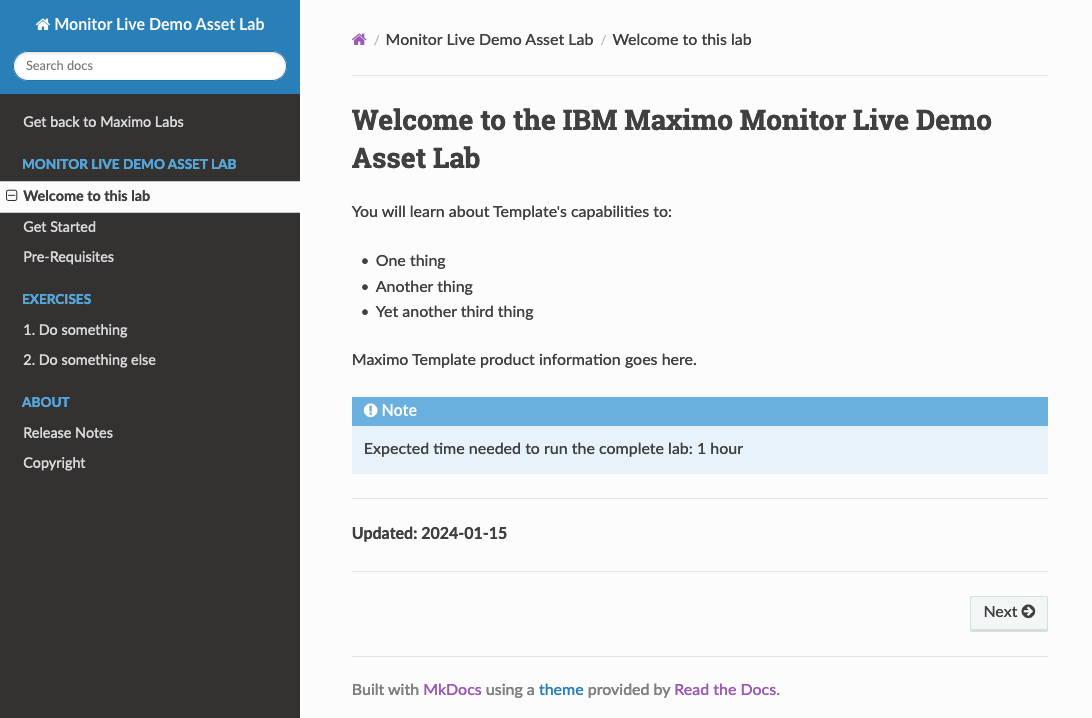 Monitor Live Demo Asset Lab
Search docs
Get back to Maximo Labs
MONITOR LIVE DEMO ASSET LAB
Welcome to this lab
Get Started
Pre-Requisites
EXERCISES
1. Do something
2. Do something else
ABOUT
Release Notes
Copyright
/ Monitor Live Demo Asset Lab / Welcome to this lab
Welcome to the IBM Maximo Monitor Live Demo
Asset Lab
You will learn about Template's capabilities to:
• One thing
• Another thing
• Yet another third thing
Maximo Template product information goes here.
Note
Expected time needed to run the complete lab: 1 hour
Updated: 2024-01-15
Next
Built with MkDocs using a theme provided by Read the Docs.